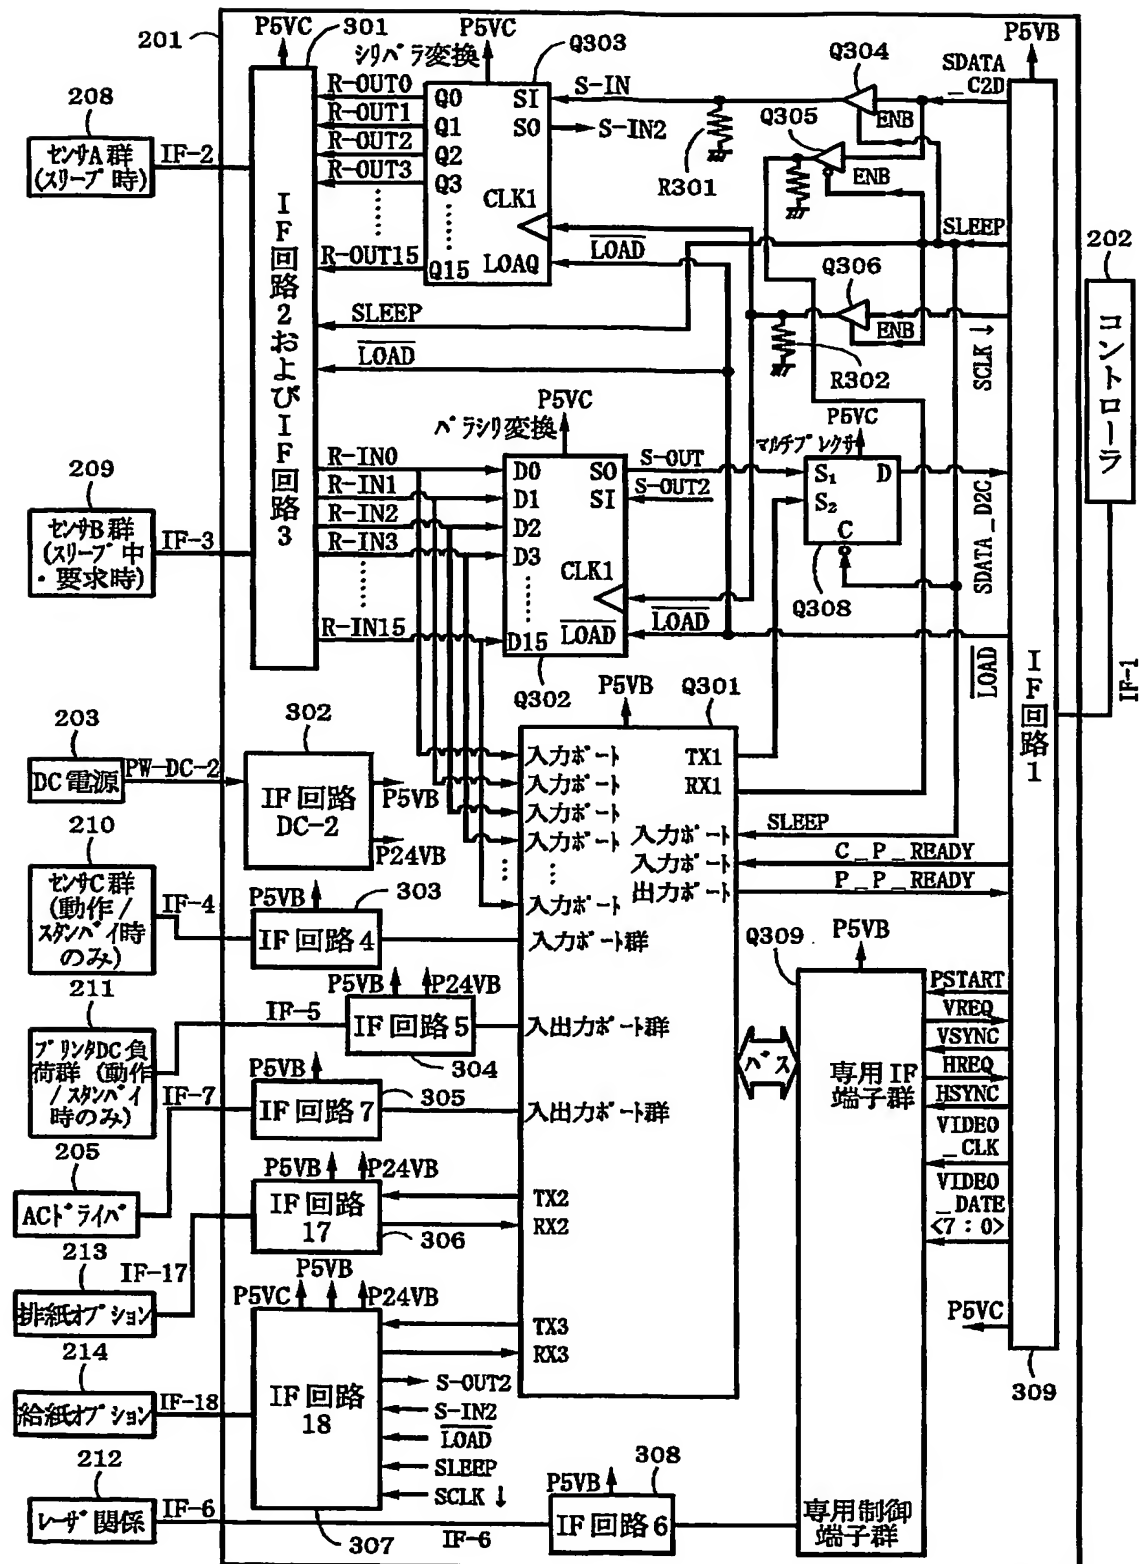 201
P5VC
301
シリパラ変換
P5VC
Q303
Q304
P5VB
SDATA
_C2D
208
センサA群
(スリープ時)
IF-2
R-OUT0
R-OUT1
R-OUT2
R-OUT3
R-OUT15
Q0
Q1
Q2
Q3
Q15
SI
SO
CLK1
LOAQ
S-IN
S-IN2
R301
Q305
ENB
ENB
SLEEP
202
コントローラ
LOAD
Q306
ENB
R302
SCLK↓
SLEEP
LOAD
IF回路2およびIF回路3
パラシリ変換
P5VC
マルチプレクサ
P5VC
209
センサB群
(スリープ中
・要求時)
IF-3
R-IN0
R-IN1
R-IN2
R-IN3
R-IN15
D0
D1
D2
D3
D15
SO
SI
CLK1
LOAD
Q302
S-OUT
S-OUT2
S1
S2
D
C
Q308
SDATA_D2C
LOAD
LOAD
IF-1
IF回路1
203
DC電源
PW-DC-2
302
IF回路
DC-2
P5VB
P24VB
P5VB
Q301
入力ポート
入力ポート
入力ポート
入力ポート
入力ポート
TX1
RX1
入力ポート
入力ポート
出力ポート
SLEEP
C_P_READY
P_P_READY
210
センサC群
(動作/
スタンバイ時
のみ)
IF-4
P5VB
303
IF回路4
入力ポート群
Q309
P5VB
211
プリンタDC負
荷群(動作
/スタンバイ
時のみ)
IF-5
P5VB
P24VB
IF回路5
304
入出力ポート群
バス
専用IF
端子群
PSTART
VREQ
VSYNC
HREQ
HSYNC
VIDEO
_CLK
VIDEO
_DATE
<7:0>
IF-7
P5VB
305
IF回路7
入出力ポート群
205
ACドライバ
P5VB
P24VB
IF回路
17
306
TX2
RX2
213
IF-17
排紙オプション
P5VC
P5VB
P24VB
P5VC
309
214
給紙オプション
IF-18
IF回路
18
307
TX3
RX3
S-OUT2
S-IN2
LOAD
SLEEP
SCLK↓
212
レーザ関係
IF-6
IF-6
P5VB
308
IF回路6
専用制御
端子群